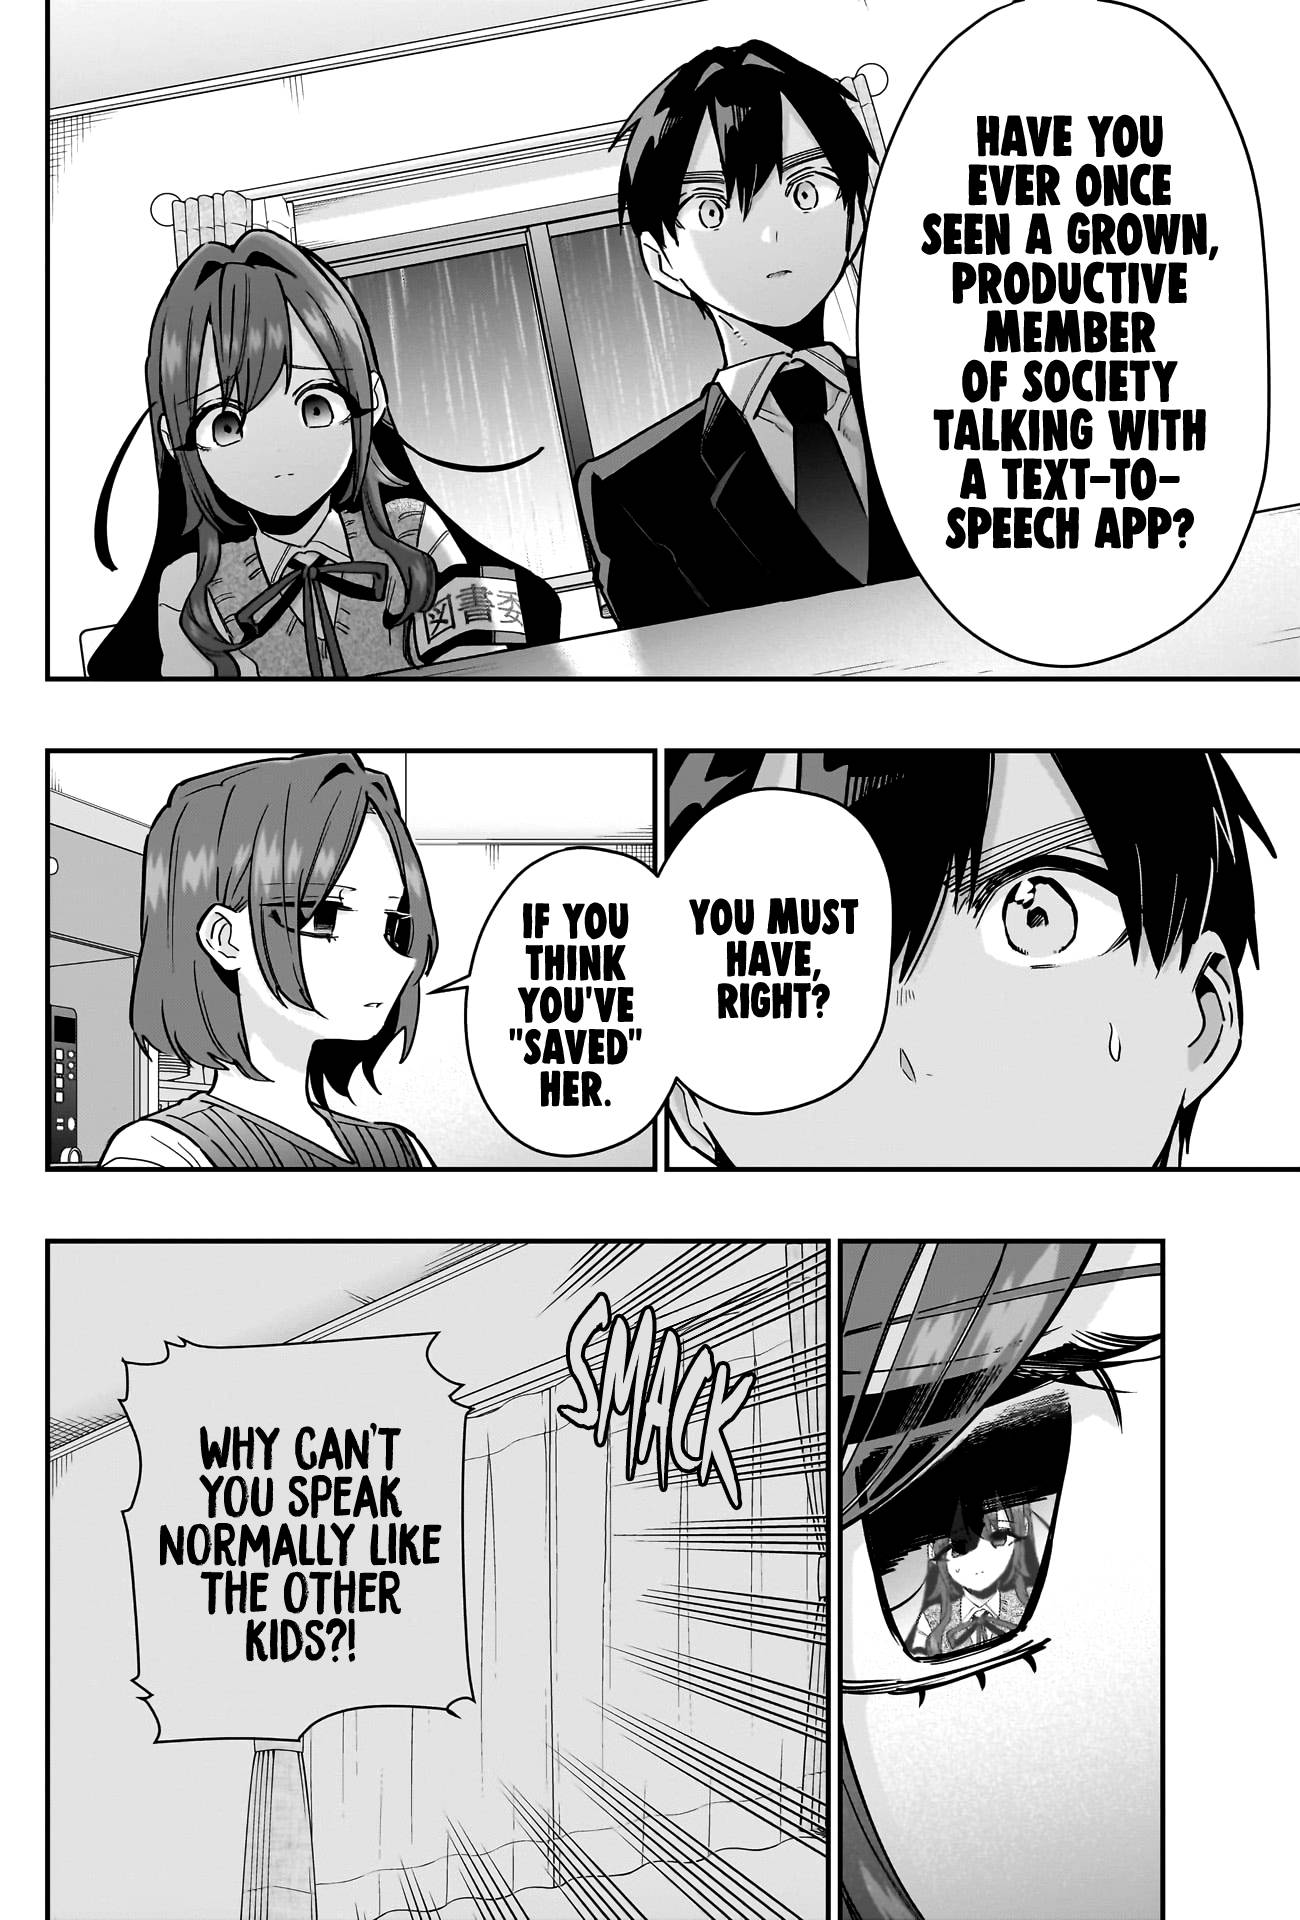 HAVE YOU
EVER ONCE
SEEN A GROWN,
PRODUCTIVE
MEMBER
OF SOCIETY
TALKING WITH
A TEXT-TO-
SPEECH APP?
図書委
YOU MUST
HAVE,
RIGHT?
IF YOU
THINK
YOU'VE
"SAVED"
HER.
SMACK
WHY CAN'T
YOU SPEAK
NORMALLY LIKE
THE OTHER
KIDS?!